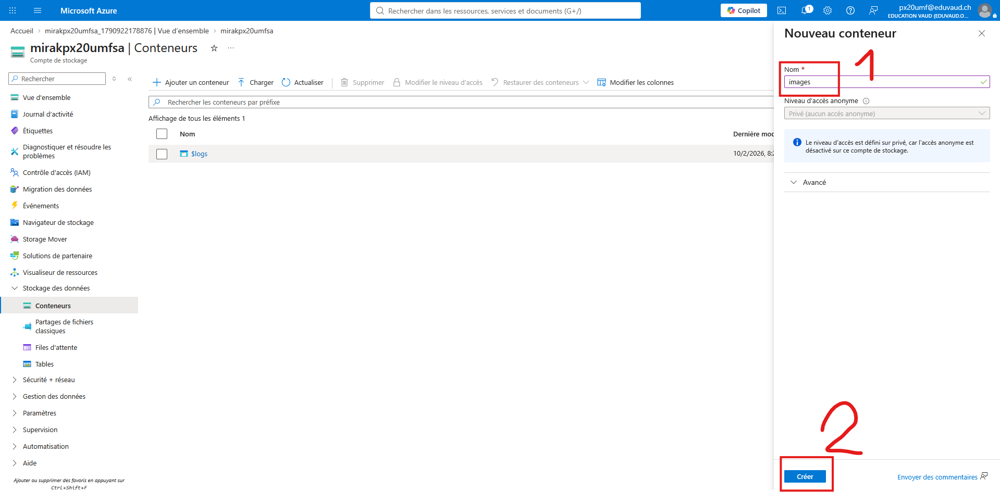 Microsoft Azure
Rechercher dans les ressources, services et documents (G+/)
Copilot
1
px20umf@eduvaud.ch
EDUCATION VAUD (EDUVAUD.O...
Accueil > mirakpx20umfsa_1790922178876 | Vue d'ensemble > mirakpx20umfsa
mirakpx20umfsa | Conteneurs
Compte de stockage
Rechercher
Vue d'ensemble
Journal d'activité
Étiquettes
Diagnostiquer et résoudre les
problèmes
Contrôle d'accès (IAM)
Migration des données
Événements
Navigateur de stockage
Storage Mover
Solutions de partenaire
Visualiseur de ressources
Stockage des données
Conteneurs
Partages de fichiers
classiques
Files d'attente
Tables
Sécurité + réseau
Gestion des données
Paramètres
Supervision
Automatisation
Aide
Ajouter ou supprimer des favoris en appuyant sur
Ctrl+Shift+F
Ajouter un conteneur Charger Actualiser Supprimer Modifier le niveau d'accès Restaurer des conteneurs Modifier les colonnes
Rechercher les conteneurs par préfixe
Affichage de tous les éléments 1
Nom Dernière mod
$logs 10/2/2026, 8:2
Nouveau conteneur
1
Nom *
images
Niveau d'accès anonyme
Privé (aucun accès anonyme)
Le niveau d'accès est défini sur privé, car l'accès anonyme est
désactivé sur ce compte de stockage.
Avancé
2
Créer
Envoyer des commentaires